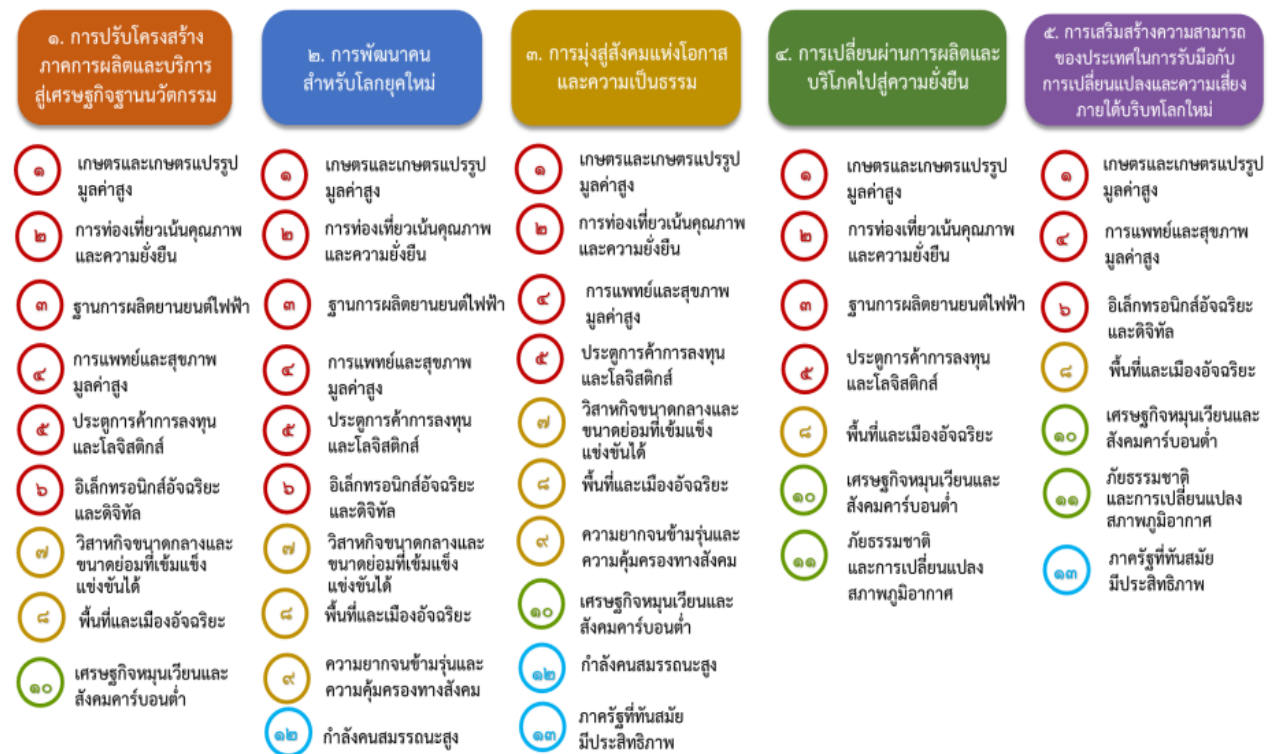 ๑. การปรับโครงสร้าง
ภาคการผลิตและบริการ
สู่เศรษฐกิจฐานนวัตกรรม
๑
เกษตรและเกษตรแปรรูป
มูลค่าสูง
๒
การท่องเที่ยวเน้นคุณภาพ
และความยั่งยืน
๓
ฐานการผลิตยานยนต์ไฟฟ้า
๔
การแพทย์และสุขภาพ
มูลค่าสูง
๕
ประตูการค้าการลงทุน
และโลจิสติกส์
๖
อิเล็กทรอนิกส์อัจฉริยะ
และดิจิทัล
๗
วิสาหกิจขนาดกลางและ
ขนาดย่อมที่เข้มแข็ง
แข่งขันได้
๘
พื้นที่และเมืองอัจฉริยะ
๑๐
เศรษฐกิจหมุนเวียนและ
สังคมคาร์บอนต่ำ
๒. การพัฒนาคน
สำหรับโลกยุคใหม่
๑
เกษตรและเกษตรแปรรูป
มูลค่าสูง
๒
การท่องเที่ยวเน้นคุณภาพ
และความยั่งยืน
๓
ฐานการผลิตยานยนต์ไฟฟ้า
๔
การแพทย์และสุขภาพ
มูลค่าสูง
๕
ประตูการค้าการลงทุน
และโลจิสติกส์
๖
อิเล็กทรอนิกส์อัจฉริยะ
และดิจิทัล
๗
วิสาหกิจขนาดกลางและ
ขนาดย่อมที่เข้มแข็ง
แข่งขันได้
๘
พื้นที่และเมืองอัจฉริยะ
๙
ความยากจนข้ามรุ่นและ
ความคุ้มครองทางสังคม
๑๒
กำลังคนสมรรถนะสูง
๓. การมุ่งสู่สังคมแห่งโอกาส
และความเป็นธรรม
๑
เกษตรและเกษตรแปรรูป
มูลค่าสูง
๒
การท่องเที่ยวเน้นคุณภาพ
และความยั่งยืน
๔
การแพทย์และสุขภาพ
มูลค่าสูง
๕
ประตูการค้าการลงทุน
และโลจิสติกส์
๗
วิสาหกิจขนาดกลางและ
ขนาดย่อมที่เข้มแข็ง
แข่งขันได้
๘
พื้นที่และเมืองอัจฉริยะ
๙
ความยากจนข้ามรุ่นและ
ความคุ้มครองทางสังคม
๑๐
เศรษฐกิจหมุนเวียนและ
สังคมคาร์บอนต่ำ
๑๒
กำลังคนสมรรถนะสูง
๑๓
ภาครัฐที่ทันสมัย
มีประสิทธิภาพ
๔. การเปลี่ยนผ่านการผลิตและ
บริโภคไปสู่ความยั่งยืน
๑
เกษตรและเกษตรแปรรูป
มูลค่าสูง
๒
การท่องเที่ยวเน้นคุณภาพ
และความยั่งยืน
๓
ฐานการผลิตยานยนต์ไฟฟ้า
๕
ประตูการค้าการลงทุน
และโลจิสติกส์
๘
พื้นที่และเมืองอัจฉริยะ
๑๐
เศรษฐกิจหมุนเวียนและ
สังคมคาร์บอนต่ำ
๑๑
ภัยธรรมชาติ
และการเปลี่ยนแปลง
สภาพภูมิอากาศ
๕. การเสริมสร้างความสามารถ
ของประเทศในการรับมือกับ
การเปลี่ยนแปลงและความเสี่ยง
ภายใต้บริบทโลกใหม่
๑
เกษตรและเกษตรแปรรูป
มูลค่าสูง
๔
การแพทย์และสุขภาพ
มูลค่าสูง
๖
อิเล็กทรอนิกส์อัจฉริยะ
และดิจิทัล
๘
พื้นที่และเมืองอัจฉริยะ
๑๐
เศรษฐกิจหมุนเวียนและ
สังคมคาร์บอนต่ำ
๑๑
ภัยธรรมชาติ
และการเปลี่ยนแปลง
สภาพภูมิอากาศ
๑๓
ภาครัฐที่ทันสมัย
มีประสิทธิภาพ